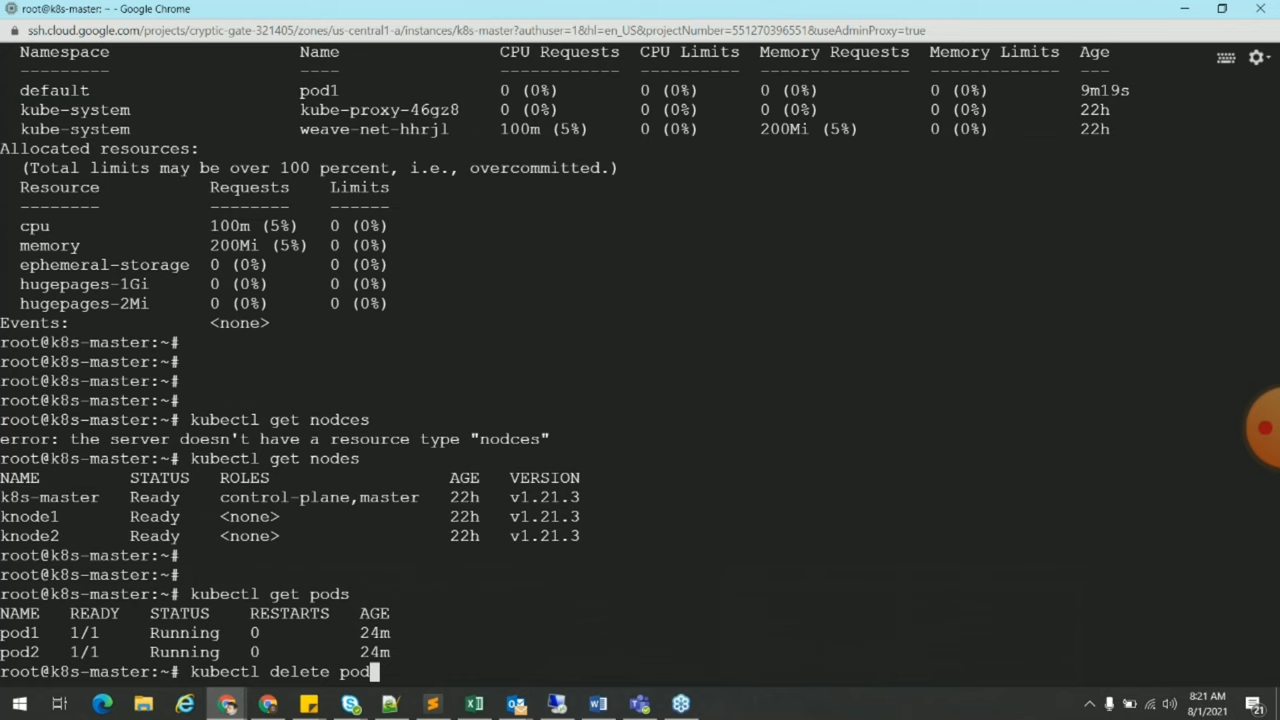 root@k8s-master: ~ - Google Chrome
ssh.cloud.google.com/projects/cryptic-gate-321405/zones/us-central1-a/instances/k8s-master?authuser=1&hl=en_US&projectNumber=551270396551&useAdminProxy=true
Namespace Name CPU Requests CPU Limits Memory Requests Memory Limits Age
--------- ---- ------------ ---------- --------------- ------------- ---
default pod1 0 (0%) 0 (0%) 0 (0%) 0 (0%) 9m19s
kube-system kube-proxy-46gz8 0 (0%) 0 (0%) 0 (0%) 0 (0%) 22h
kube-system weave-net-hhrjl 100m (5%) 0 (0%) 200Mi (5%) 0 (0%) 22h
Allocated resources:
(Total limits may be over 100 percent, i.e., overcommitted.)
Resource Requests Limits
-------- -------- ------
cpu 100m (5%) 0 (0%)
memory 200Mi (5%) 0 (0%)
ephemeral-storage 0 (0%) 0 (0%)
hugepages-1Gi 0 (0%) 0 (0%)
hugepages-2Mi 0 (0%) 0 (0%)
Events: <none>
root@k8s-master:~#
root@k8s-master:~#
root@k8s-master:~#
root@k8s-master:~#
root@k8s-master:~# kubectl get nodces
error: the server doesn't have a resource type "nodces"
root@k8s-master:~# kubectl get nodes
NAME STATUS ROLES AGE VERSION
k8s-master Ready control-plane,master 22h v1.21.3
knode1 Ready <none> 22h v1.21.3
knode2 Ready <none> 22h v1.21.3
root@k8s-master:~#
root@k8s-master:~#
root@k8s-master:~# kubectl get pods
NAME READY STATUS RESTARTS AGE
pod1 1/1 Running 0 24m
pod2 1/1 Running 0 24m
root@k8s-master:~# kubectl delete pod
8:21 AM
8/1/2021
21